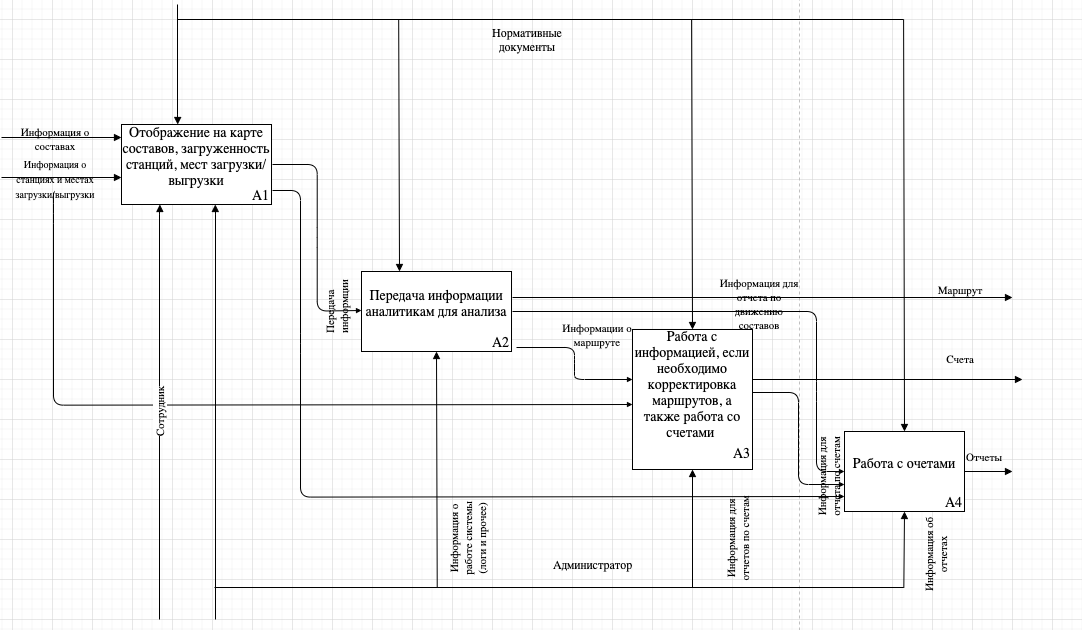 Нормативные
документы
Информация о
составах
Информация о
станциях и местах
загрузки/выгрузки
Отображение на карте
составов, загруженность
станций, мест загрузки/
выгрузки
A1
Передача
информции
Передача информации
аналитикам для анализа
A2
Информация для
отчета по
движению
составов
Маршрут
Информации о
маршруте
Работа с
информацией, если
необходимо
корректировка
маршрутов, а
также работа со
счетами
A3
Счета
Сотрудник
Информация для
отчета по счетам
Работа с очетами
A4
Отчеты
Информация о
работе системы
(логи и прочее)
Информация для
отчетов по счетам
Информация об
отчетах
Администратор